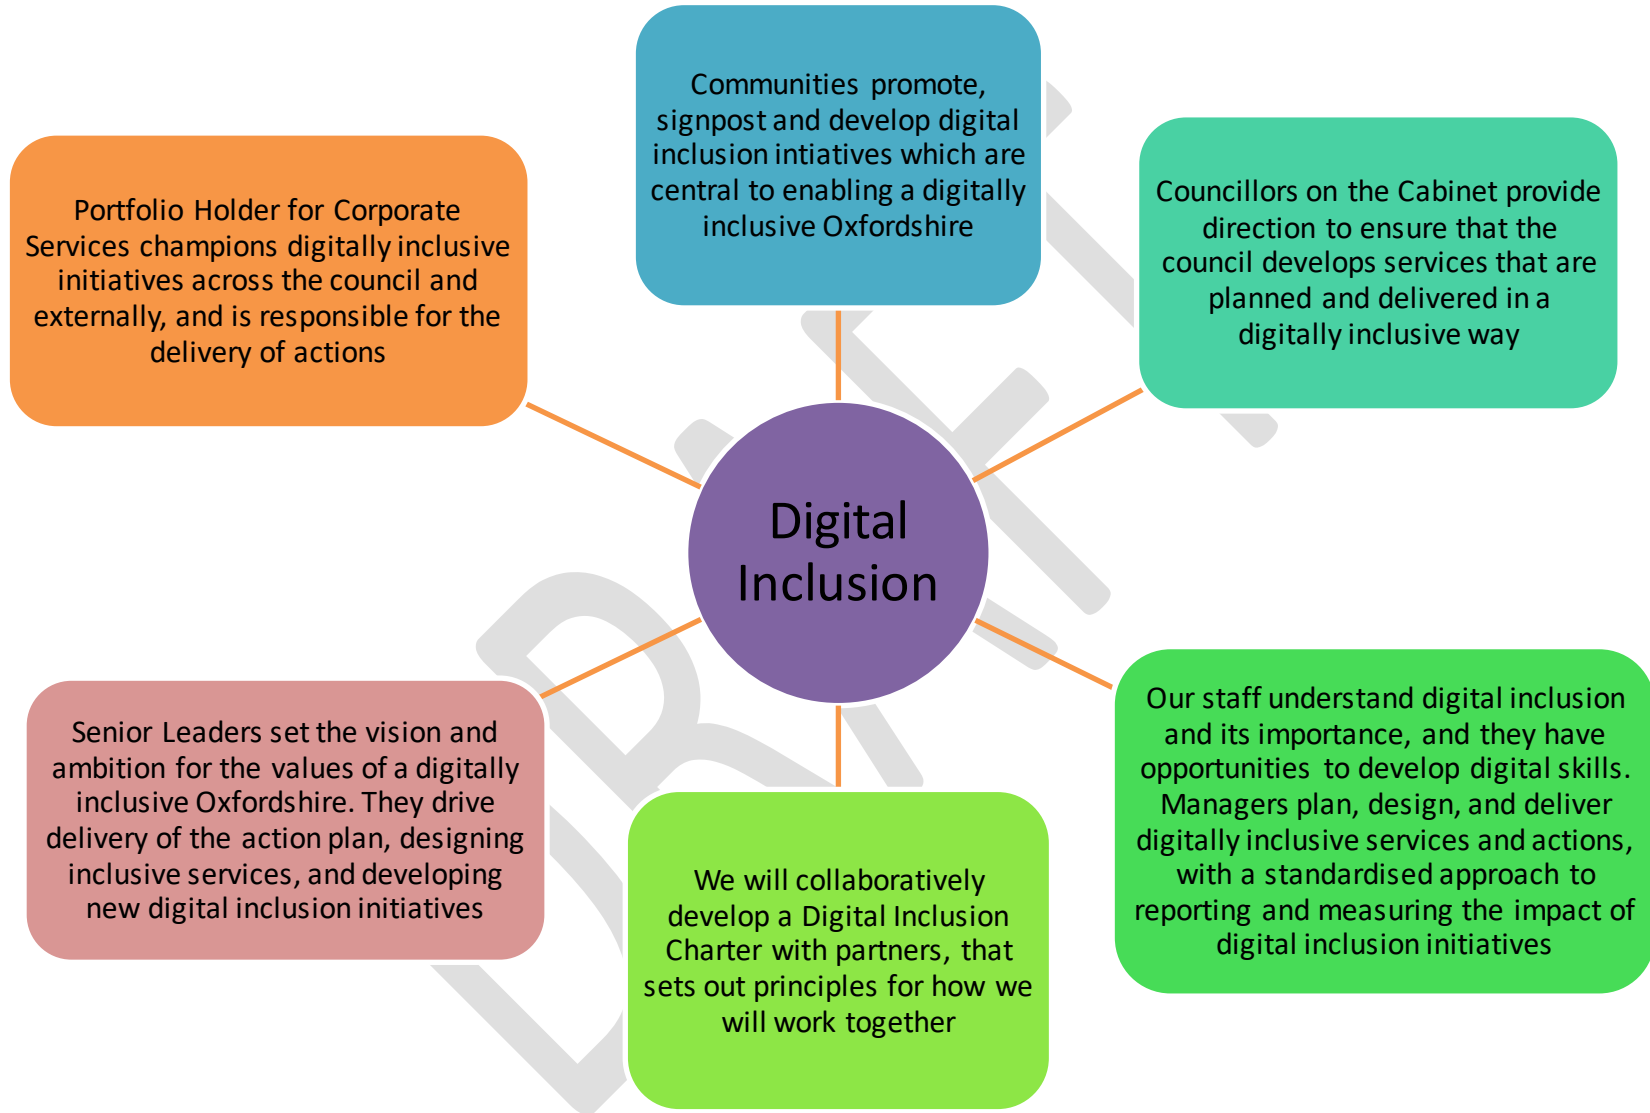 Communities promote,
signpost and develop digital
inclusion intiatives which are
central to enabling a digitally
inclusive Oxfordshire
Portfolio Holder for Corporate
Services champions digitally inclusive
initiatives across the council and
externally, and is responsible for the
delivery of actions
Councillors on the Cabinet provide
direction to ensure that the
council develops services that are
planned and delivered in a
digitally inclusive way
Digital
Inclusion
Senior Leaders set the vision and
ambition for the values of a digitally
inclusive Oxfordshire. They drive
delivery of the action plan, designing
inclusive services, and developing
new digital inclusion initiatives
We will collaboratively
develop a Digital Inclusion
Charter with partners, that
sets out principles for how we
will work together
Our staff understand digital inclusion
and its importance, and they have
opportunities to develop digital skills.
Managers plan, design, and deliver
digitally inclusive services and actions,
with a standardised approach to
reporting and measuring the impact of
digital inclusion initiatives
DRAFT